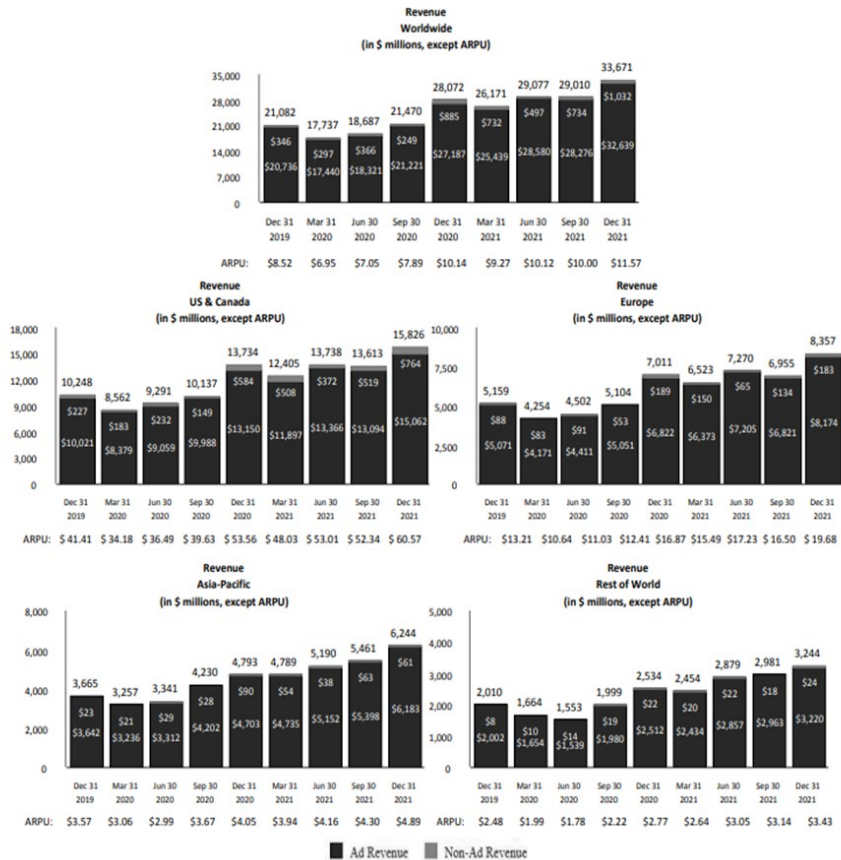 Revenue
Worldwide
(in $ millions, except ARPU)
35,000
28,000
21,000
14,000
7,000
0
21,082 17,737 18,687 21,470 28,072 26,171 29,077 29,010 33,671
$346 $297 $366 $249 $885 $732 $497 $734 $1,032
$20,736 $17,440 $18,321 $21,221 $27,187 $25,439 $28,580 $28,276 $32,639
Dec 31 Mar 31 Jun 30 Sep 30 Dec 31 Mar 31 Jun 30 Sep 30 Dec 31
2019 2020 2020 2020 2020 2021 2021 2021 2021
ARPU: $8.52 $6.95 $7.05 $7.89 $10.14 $9.27 $10.12 $10.00 $11.57
Revenue
US & Canada
(in $ millions, except ARPU)
18,000
15,000
12,000
9,000
6,000
3,000
0
10,248 8,562 9,291 10,137 13,734 12,405 13,738 13,613 15,826
$227 $183 $232 $149 $584 $508 $372 $519 $764
$10,021 $8,379 $9,059 $9,988 $13,150 $11,897 $13,366 $13,094 $15,062
Dec 31 Mar 31 Jun 30 Sep 30 Dec 31 Mar 31 Jun 30 Sep 30 Dec 31
2019 2020 2020 2020 2020 2021 2021 2021 2021
ARPU: $ 41.41 $ 34.18 $ 36.49 $ 39.63 $ 53.56 $ 48.03 $ 53.01 $ 52.34 $ 60.57
Revenue
Europe
(in $ millions, except ARPU)
10,000
7,500
5,000
2,500
0
5,159 4,254 4,502 5,104 7,011 6,523 7,270 6,955 8,357
$88 $83 $91 $53 $189 $150 $65 $134 $183
$5,071 $4,171 $4,411 $5,051 $6,822 $6,373 $7,205 $6,821 $8,174
Dec 31 Mar 31 Jun 30 Sep 30 Dec 31 Mar 31 Jun 30 Sep 30 Dec 31
2019 2020 2020 2020 2020 2021 2021 2021 2021
ARPU: $13.21 $10.64 $11.03 $12.41 $16.87 $15.49 $17.23 $ 16.50 $ 19.68
Revenue
Asia-Pacific
(in $ millions, except ARPU)
8,000
6,000
4,000
2,000
0
3,665 3,257 3,341 4,230 4,793 4,789 5,190 5,461 6,244
$23 $21 $29 $28 $90 $54 $38 $63 $61
$3,642 $3,236 $3,312 $4,202 $4,703 $4,735 $5,152 $5,398 $6,183
Dec 31 Mar 31 Jun 30 Sep 30 Dec 31 Mar 31 Jun 30 Sep 30 Dec 31
2019 2020 2020 2020 2020 2021 2021 2021 2021
ARPU: $3.57 $3.06 $2.99 $3.67 $4.05 $3.94 $4.16 $4.30 $4.89
Revenue
Rest of World
(in $ millions, except ARPU)
5,000
4,000
3,000
2,000
1,000
0
2,010 1,664 1,553 1,999 2,534 2,454 2,879 2,981 3,244
$8 $10 $14 $19 $22 $20 $22 $18 $24
$2,002 $1,654 $1,539 $1,980 $2,512 $2,434 $2,857 $2,963 $3,220
Dec 31 Mar 31 Jun 30 Sep 30 Dec 31 Mar 31 Jun 30 Sep 30 Dec 31
2019 2020 2020 2020 2020 2021 2021 2021 2021
ARPU: $2.48 $1.99 $1.78 $2.22 $2.77 $2.64 $3.05 $3.14 $3.43
Ad Revenue Non-Ad Revenue